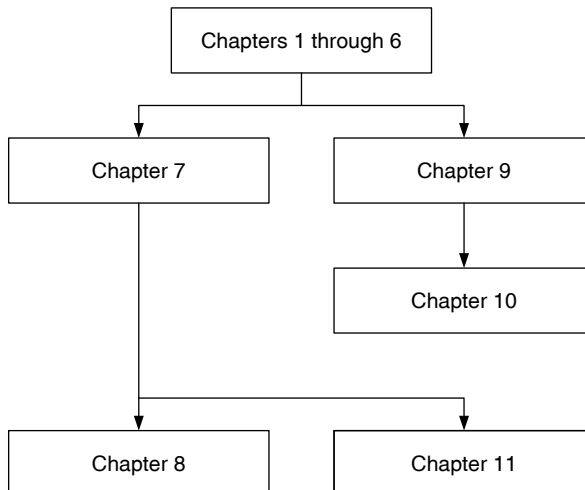 Chapters 1 through 6
Chapter 7
Chapter 9
Chapter 10
Chapter 8
Chapter 11